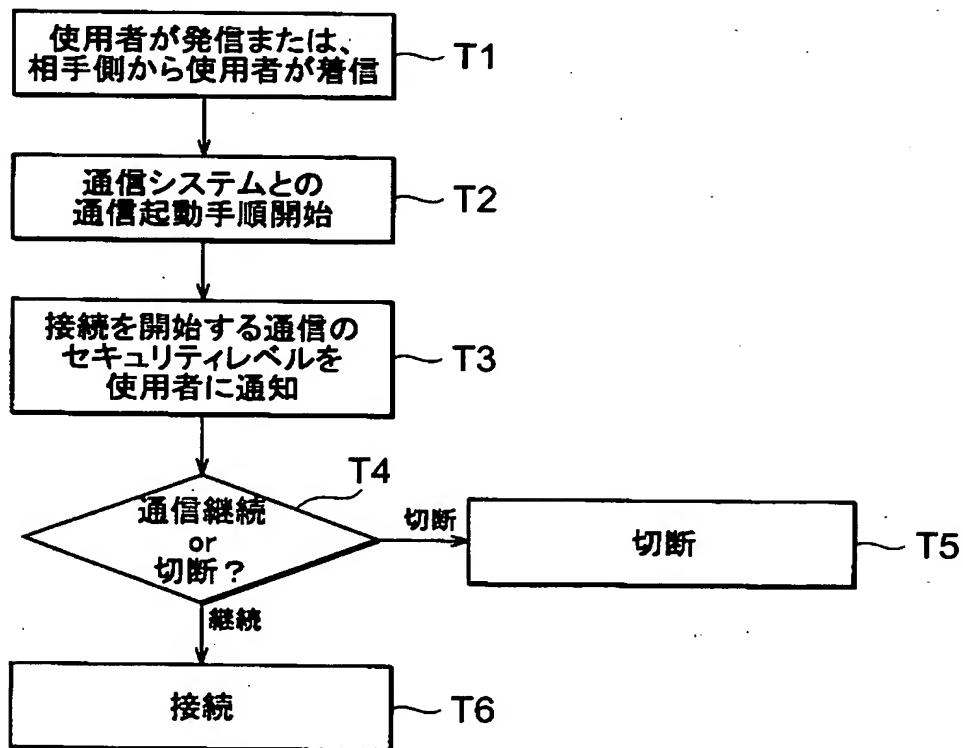 使用者が発信または、
相手側から使用者が着信
T1
通信システムとの
通信起動手順開始
T2
接続を開始する通信の
セキュリティレベルを
使用者に通知
T3
T4
通信継続
or
切断？
切断
切断
T5
継続
接続
T6